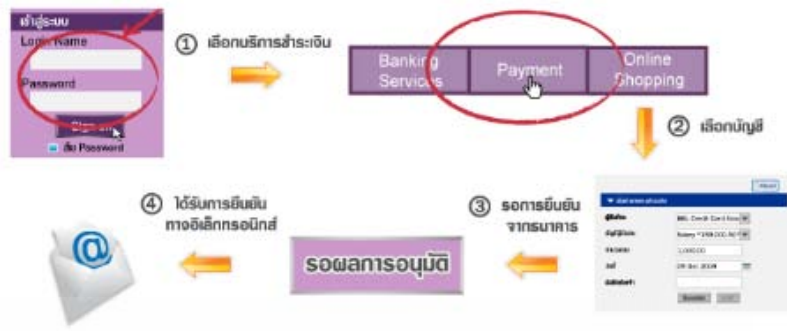 เข้าสู่ระบบ
Login Name
Password
Sign on
ลืม Password
① เลือกบริการชำระเงิน
Banking Services
Payment
Online Shopping
② เลือกบัญชี
③ รอการยืนยัน
จากธนาคาร
รอผลการอนุมัติ
④ ได้รับการยืนยัน
ทางอิเล็กทรอนิกส์
@